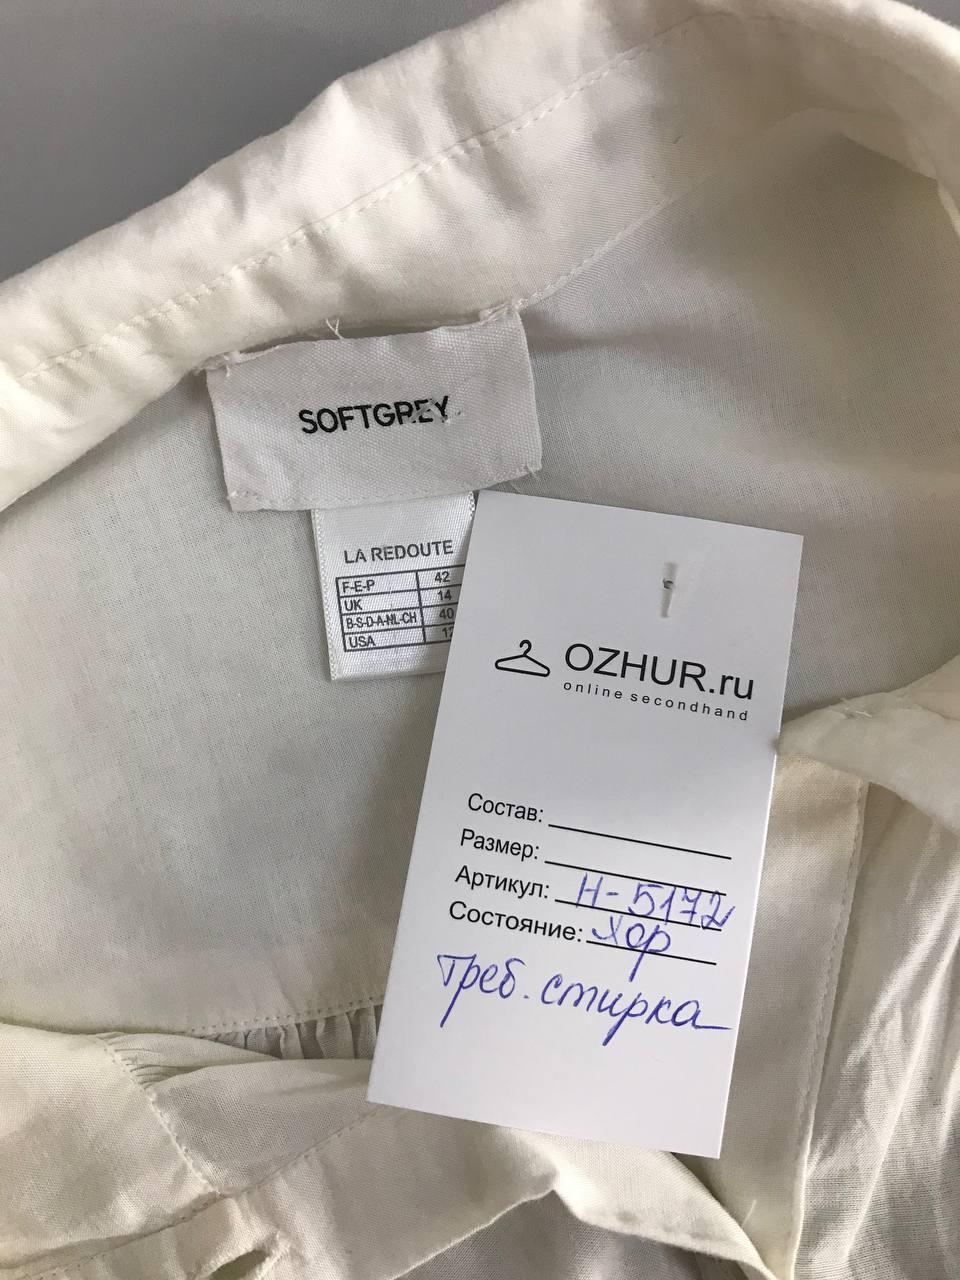 SOFTGREY
LA REDOUTE
F-E-P 42
UK 14
B-S-D-A-NL-CH 40
USA 12
OZHUR.ru
online secondhand
Состав:
Размер:
Артикул: Н-5172
Состояние: Хор
треб. стирка